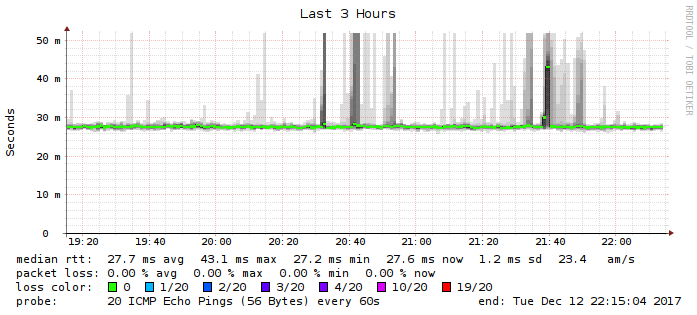 Last 3 Hours
RRDTOOL / TOBI OETIKER
Seconds
50 m
40 m
30 m
20 m
10 m
0
19:20 19:40 20:00 20:20 20:40 21:00 21:20 21:40 22:00
median rtt: 27.7 ms avg 43.1 ms max 27.2 ms min 27.6 ms now 1.2 ms sd 23.4 am/s
packet loss: 0.00 % avg 0.00 % max 0.00 % min 0.00 % now
loss color: 0 1/20 2/20 3/20 4/20 10/20 19/20
probe: 20 ICMP Echo Pings (56 Bytes) every 60s end: Tue Dec 12 22:15:04 2017